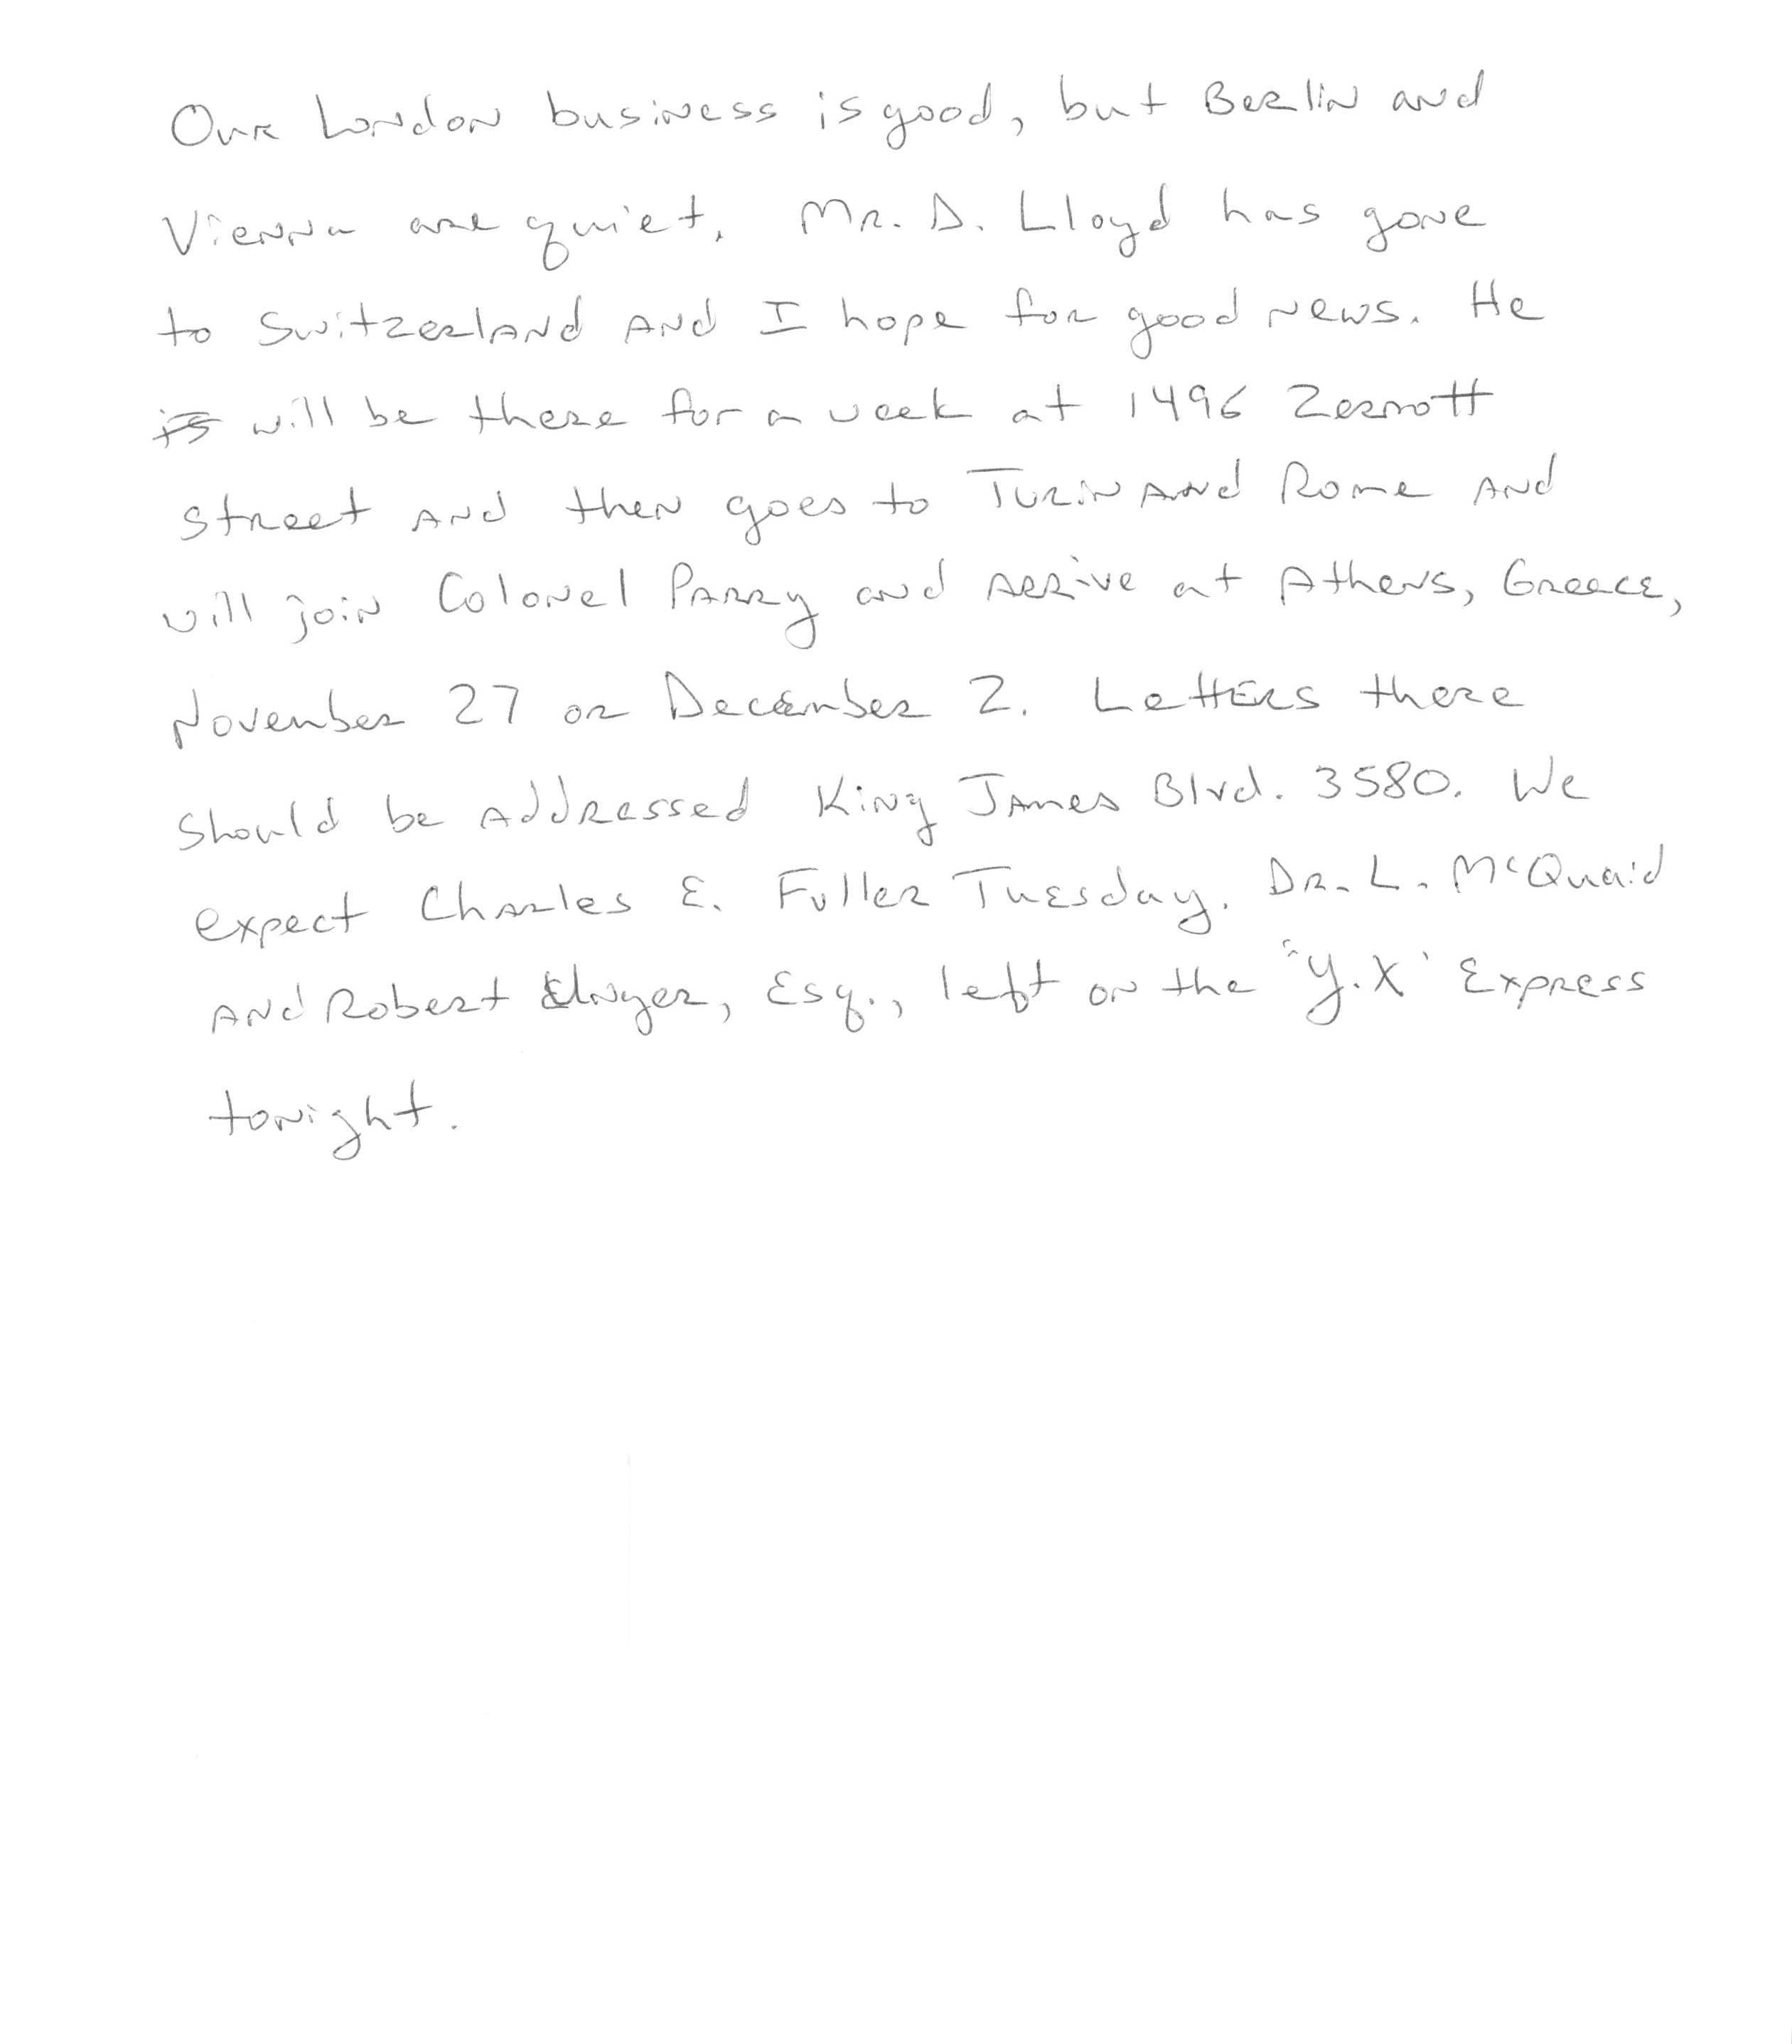 Our London business is good, but Berlin and
Vienna are quiet. Mr. D. Lloyd has gone
to Switzerland and I hope for good news. He
is will be there for a week at 1496 Zermott
Street and then goes to Turin and Rome and
will join Colonel Parry and arrive at Athens, Greece,
November 27 or December 2. Letters there
should be addressed King James Blvd. 3580. We
expect Charles E. Fuller Tuesday. Dr. L. McQuaid
and Robert Unger, Esq., left on the "Y.X' Express
tonight.